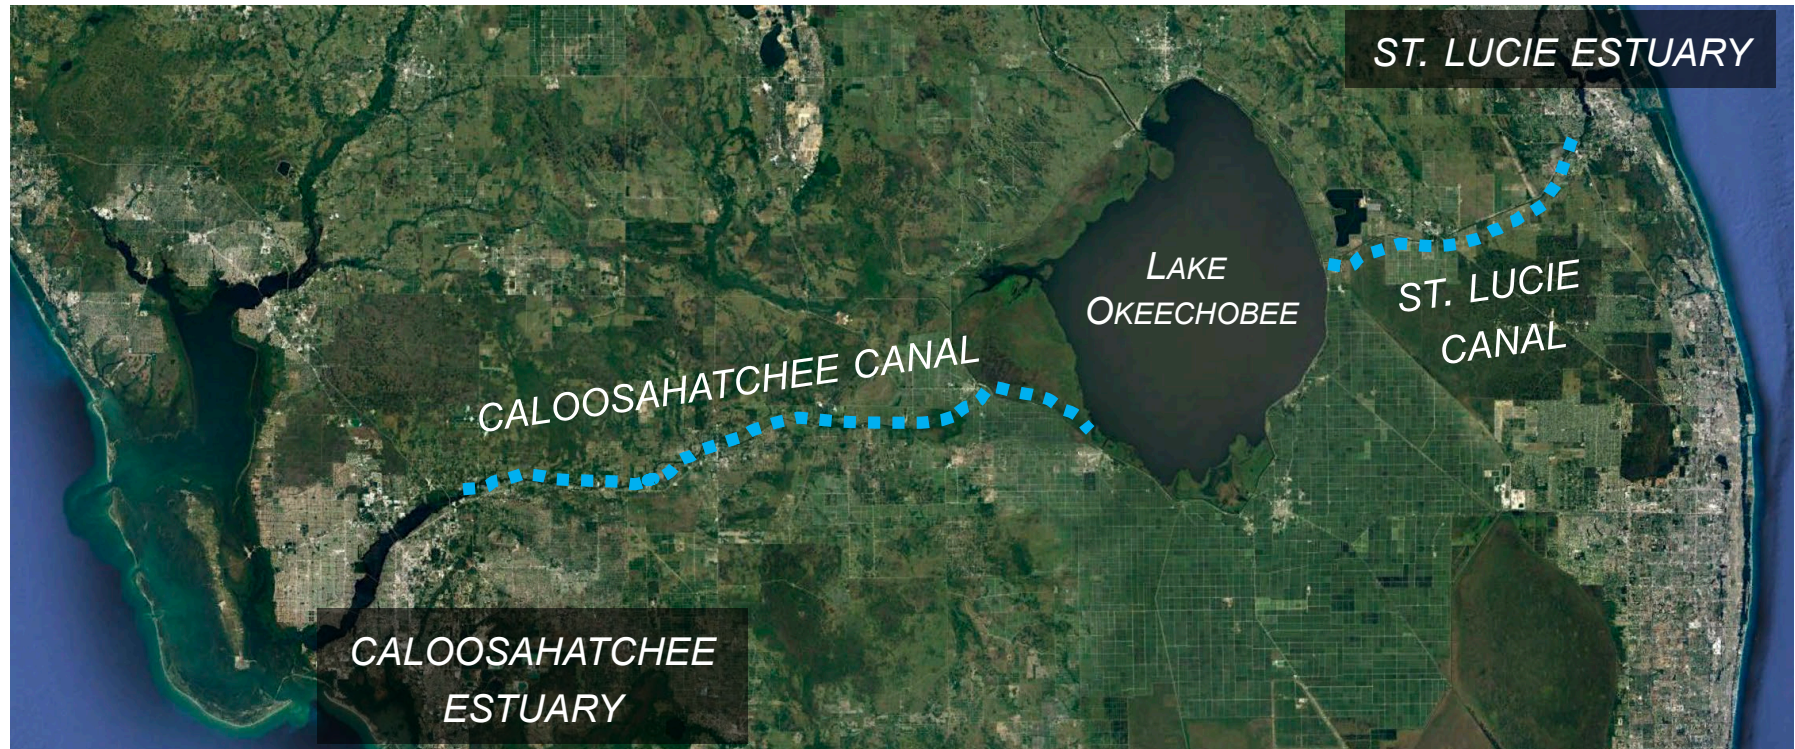 ST. LUCIE ESTUARY
LAKE
OKEECHOBEE
ST. LUCIE
CANAL
CALOOSAHATCHEE CANAL
CALOOSAHATCHEE
ESTUARY